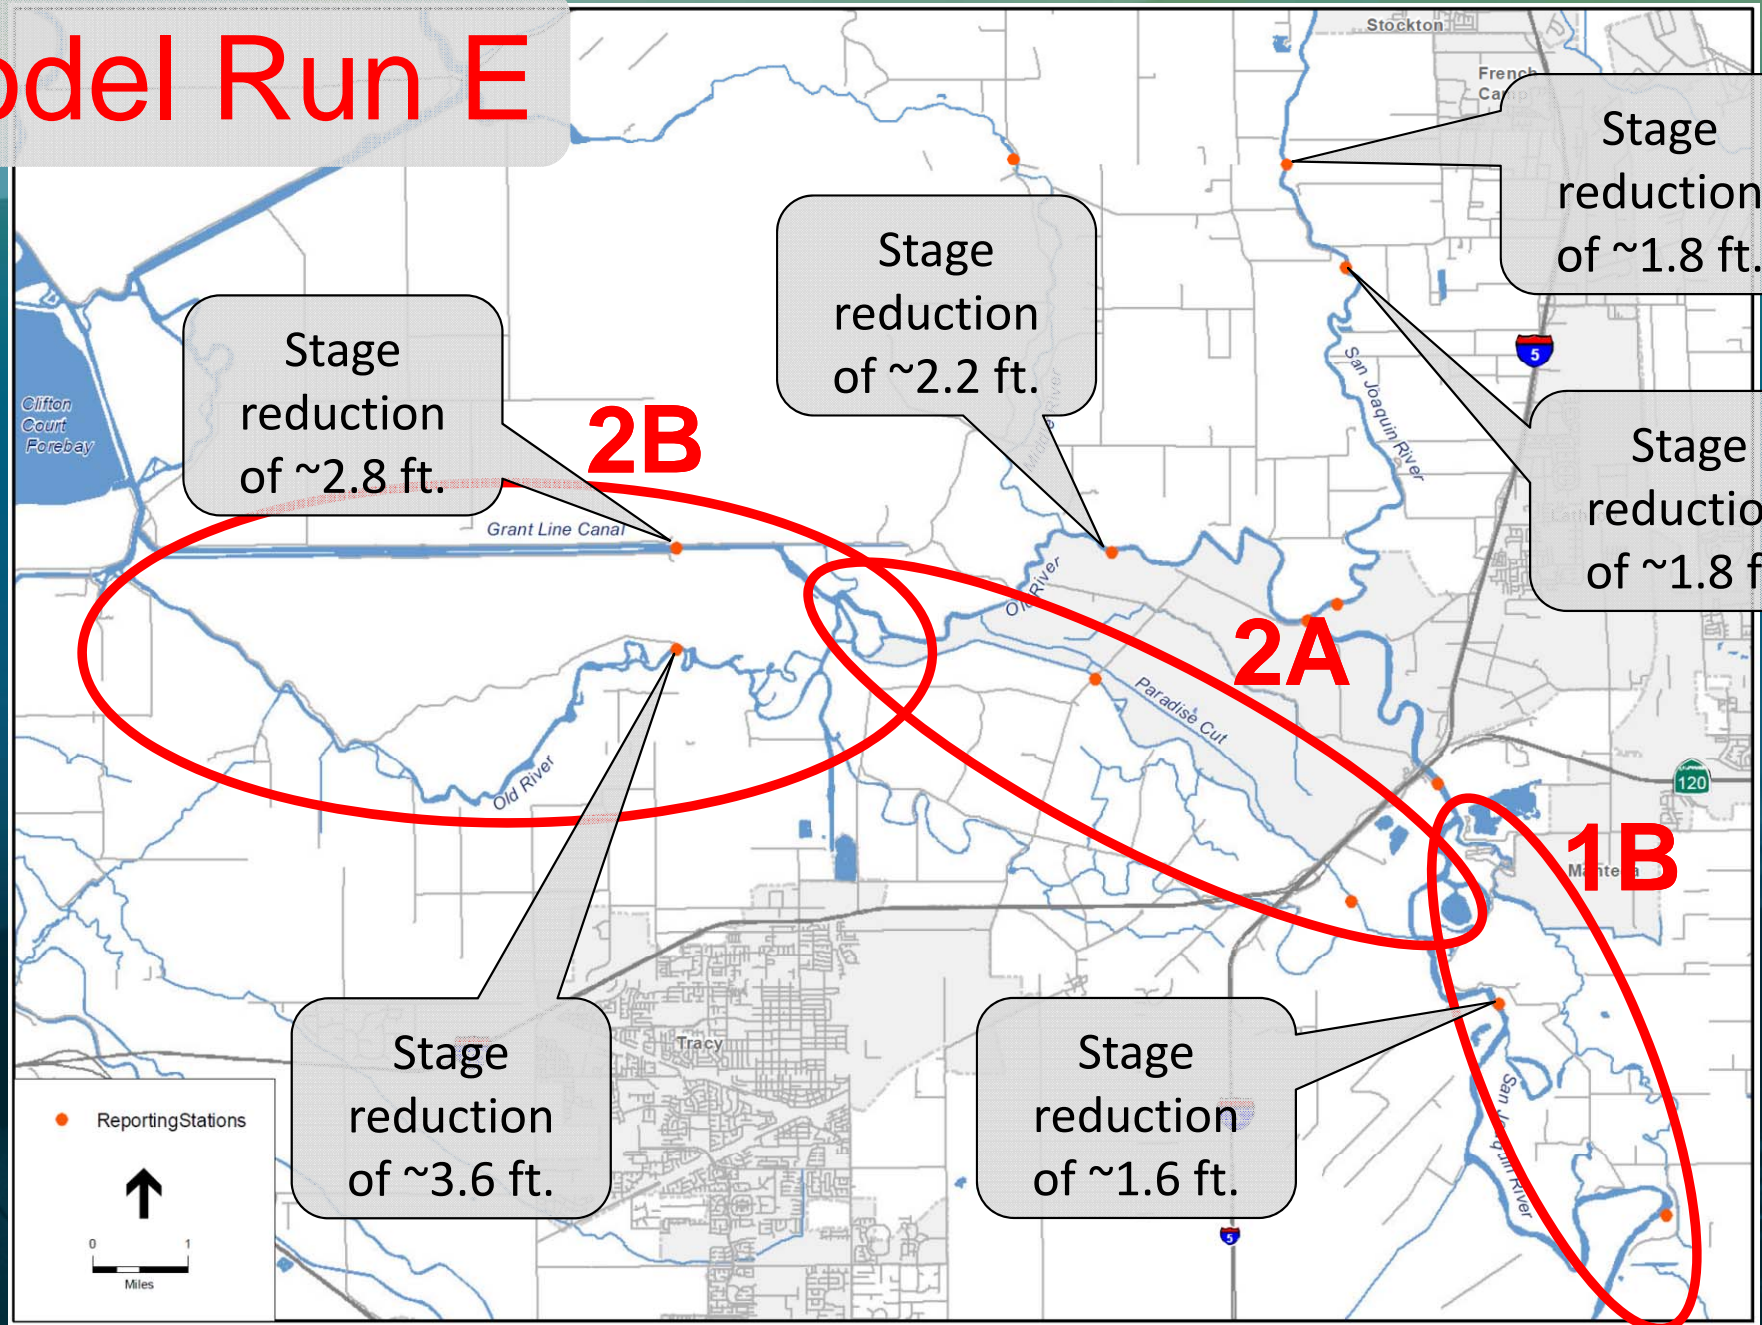 odel Run E
Stockton
French
Camp
Stage
reduction
of ~1.8 ft.
Stage
reduction
of ~2.2 ft.
Stage
reduction
of ~2.8 ft.
2B
Clifton
Court
Forebay
Middle River
San Joaquin River
5
Stage
reductio
of ~1.8 f
Grant Line Canal
Old River
2A
Paradise Cut
Old River
120
1B
Manteca
Tracy
Stage
reduction
of ~3.6 ft.
Stage
reduction
of ~1.6 ft.
San Joaquin River
5
ReportingStations
0 1
Miles